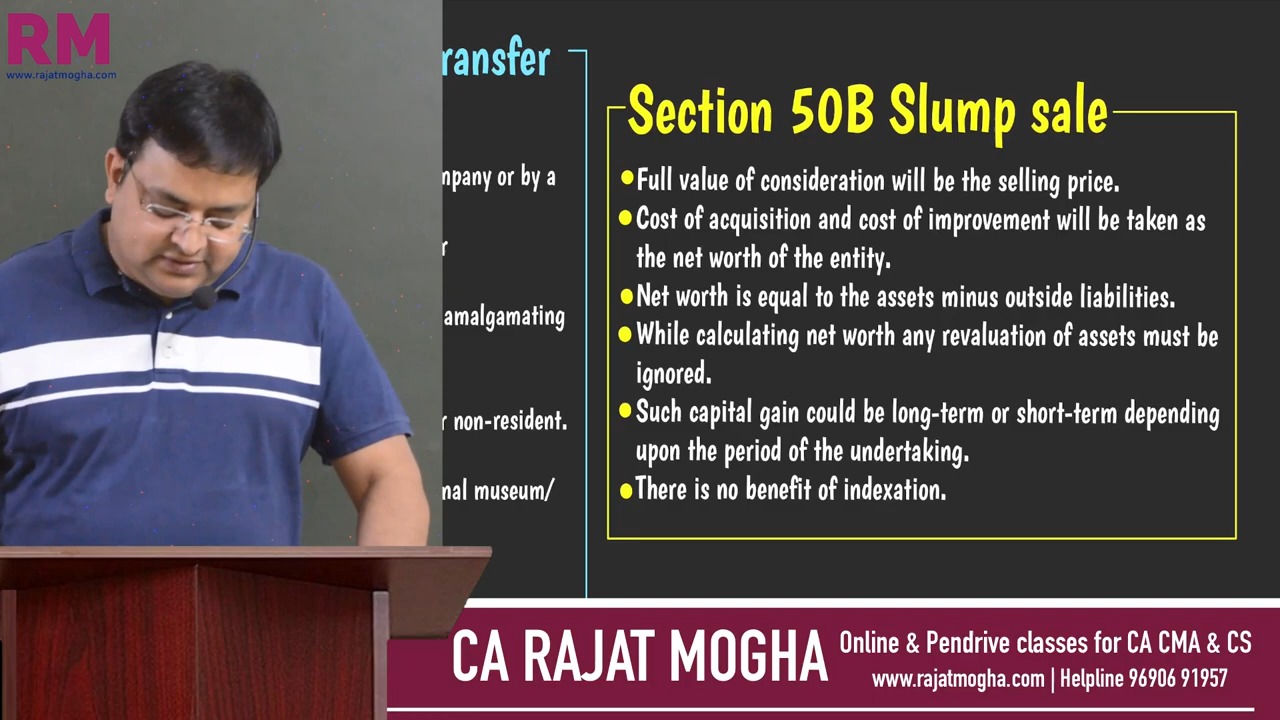 RM
www.rajatmogha.com
ransfer
mpany or by a
r
amalgamating
r non-resident.
nal museum/
Section 50B Slump sale
•Full value of consideration will be the selling price.
•Cost of acquisition and cost of improvement will be taken as
the net worth of the entity.
•Net worth is equal to the assets minus outside liabilities.
•While calculating net worth any revaluation of assets must be
ignored.
•Such capital gain could be long-term or short-term depending
upon the period of the undertaking.
•There is no benefit of indexation.
CA RAJAT MOGHA
Online & Pendrive classes for CA CMA & CS
www.rajatmogha.com | Helpline 96906 91957